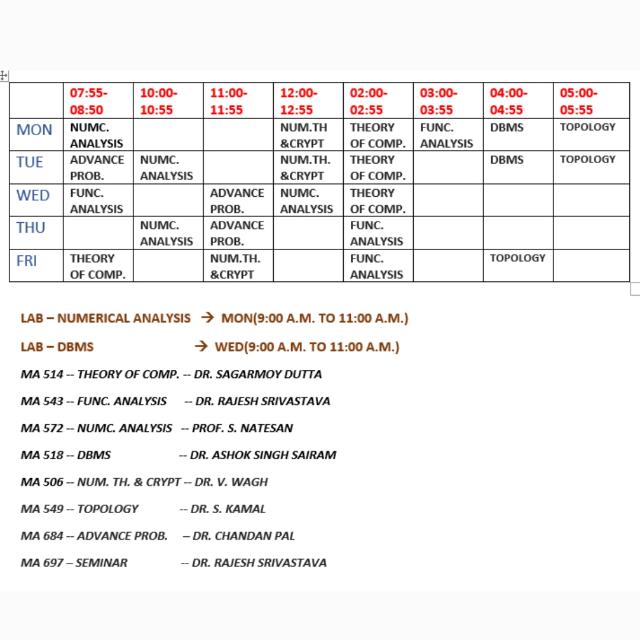 07:55-08:50 10:00-10:55 11:00-11:55 12:00-12:55 02:00-02:55 03:00-03:55 04:00-04:55 05:00-05:55
MON NUMC. ANALYSIS NUM.TH &CRYPT THEORY OF COMP. FUNC. ANALYSIS DBMS TOPOLOGY
TUE ADVANCE PROB. NUMC. ANALYSIS NUM.TH. &CRYPT THEORY OF COMP. DBMS TOPOLOGY
WED FUNC. ANALYSIS ADVANCE PROB. NUMC. ANALYSIS THEORY OF COMP.
THU NUMC. ANALYSIS ADVANCE PROB. FUNC. ANALYSIS
FRI THEORY OF COMP. NUM.TH. &CRYPT FUNC. ANALYSIS TOPOLOGY
LAB – NUMERICAL ANALYSIS → MON(9:00 A.M. TO 11:00 A.M.)
LAB – DBMS → WED(9:00 A.M. TO 11:00 A.M.)
MA 514 -- THEORY OF COMP. -- DR. SAGARMOY DUTTA
MA 543 -- FUNC. ANALYSIS -- DR. RAJESH SRIVASTAVA
MA 572 -- NUMC. ANALYSIS -- PROF. S. NATESAN
MA 518 -- DBMS -- DR. ASHOK SINGH SAIRAM
MA 506 -- NUM. TH. & CRYPT -- DR. V. WAGH
MA 549 -- TOPOLOGY -- DR. S. KAMAL
MA 684 -- ADVANCE PROB. – DR. CHANDAN PAL
MA 697 – SEMINAR -- DR. RAJESH SRIVASTAVA